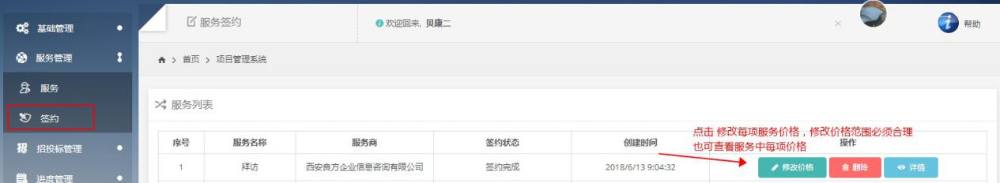 基础管理
服务签约
欢迎回来, 贝康二
帮助
服务管理
首页 > 项目管理系统
服务
签约
服务列表
招投标管理
点击 修改每项服务价格，修改价格范围必须合理
也可查看服务中每项价格
序号 服务名称 服务商 签约状态 创建时间 操作
1 拜访 西安良方企业信息咨询有限公司 签约完成 2018/6/13 9:04:32 修改价格 删除 详情
进度管理